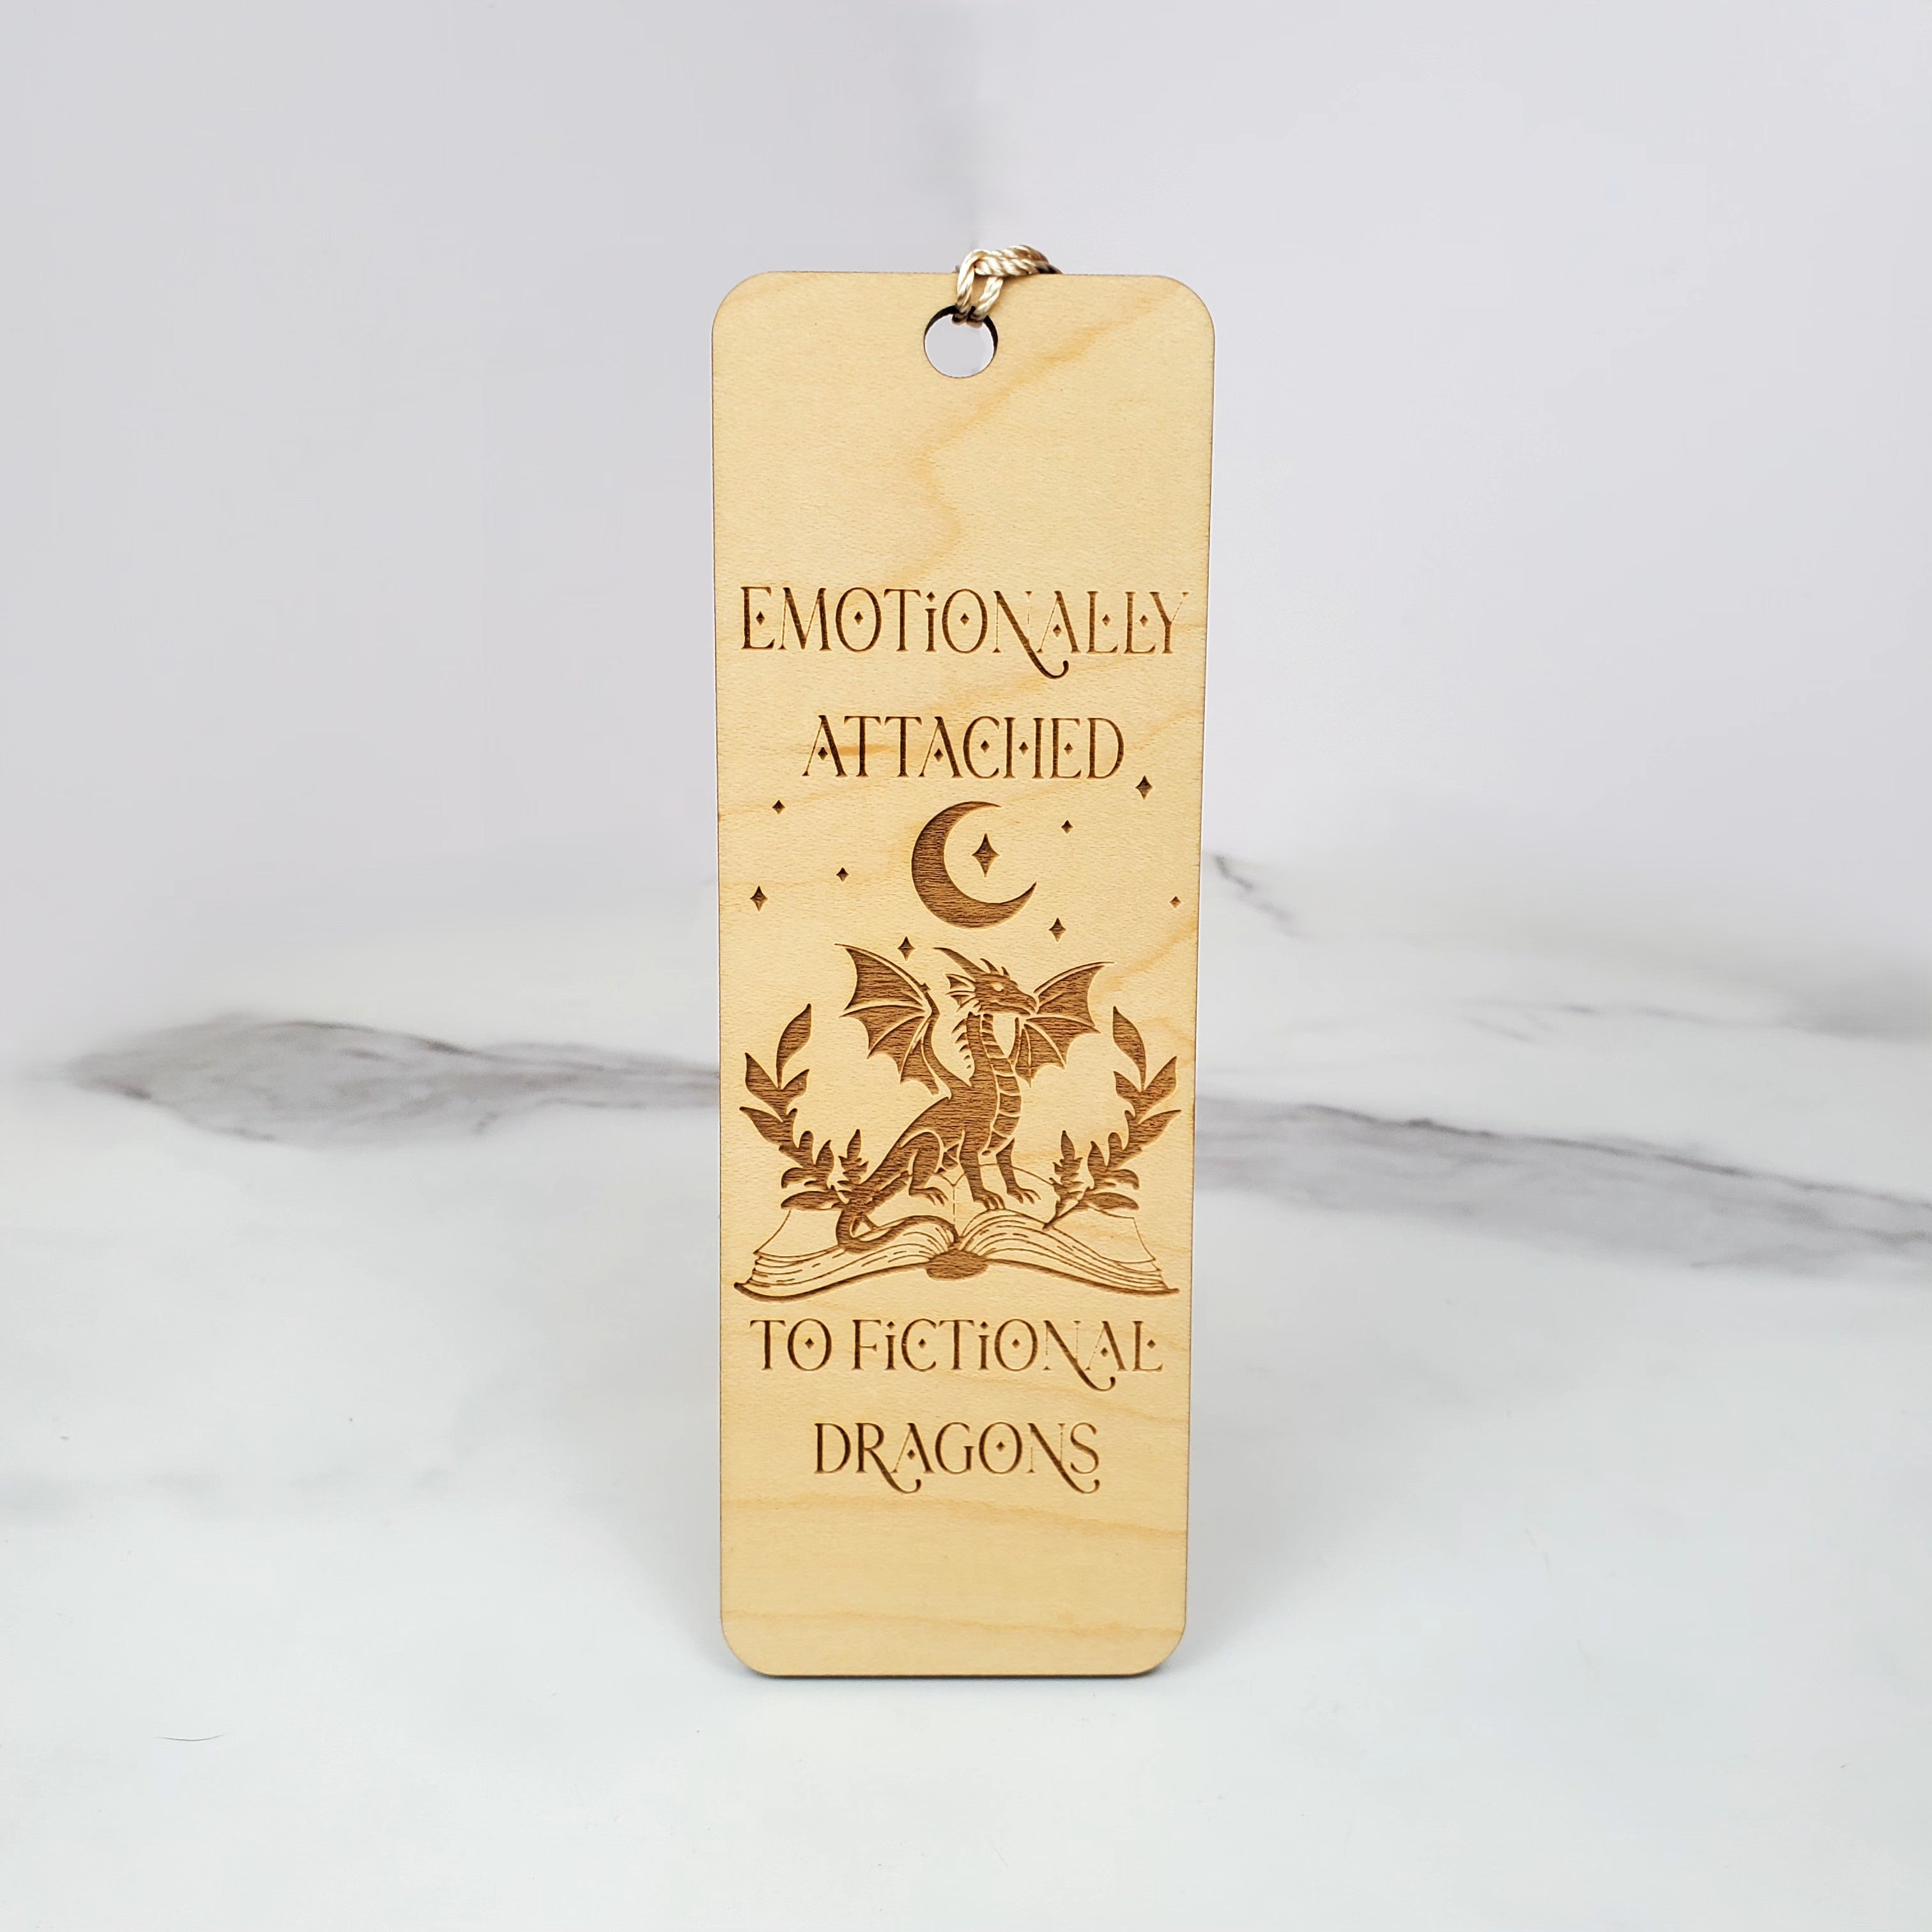 EMOTiONALLY
ATTACHED
TO FiCTiONAL
DRAGONS